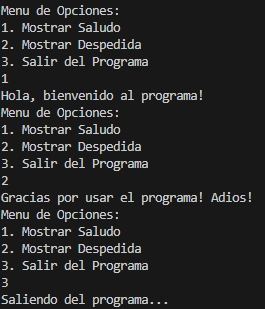 Menu de Opciones:
1. Mostrar Saludo
2. Mostrar Despedida
3. Salir del Programa
1
Hola, bienvenido al programa!
Menu de Opciones:
1. Mostrar Saludo
2. Mostrar Despedida
3. Salir del Programa
2
Gracias por usar el programa! Adios!
Menu de Opciones:
1. Mostrar Saludo
2. Mostrar Despedida
3. Salir del Programa
3
Saliendo del programa...